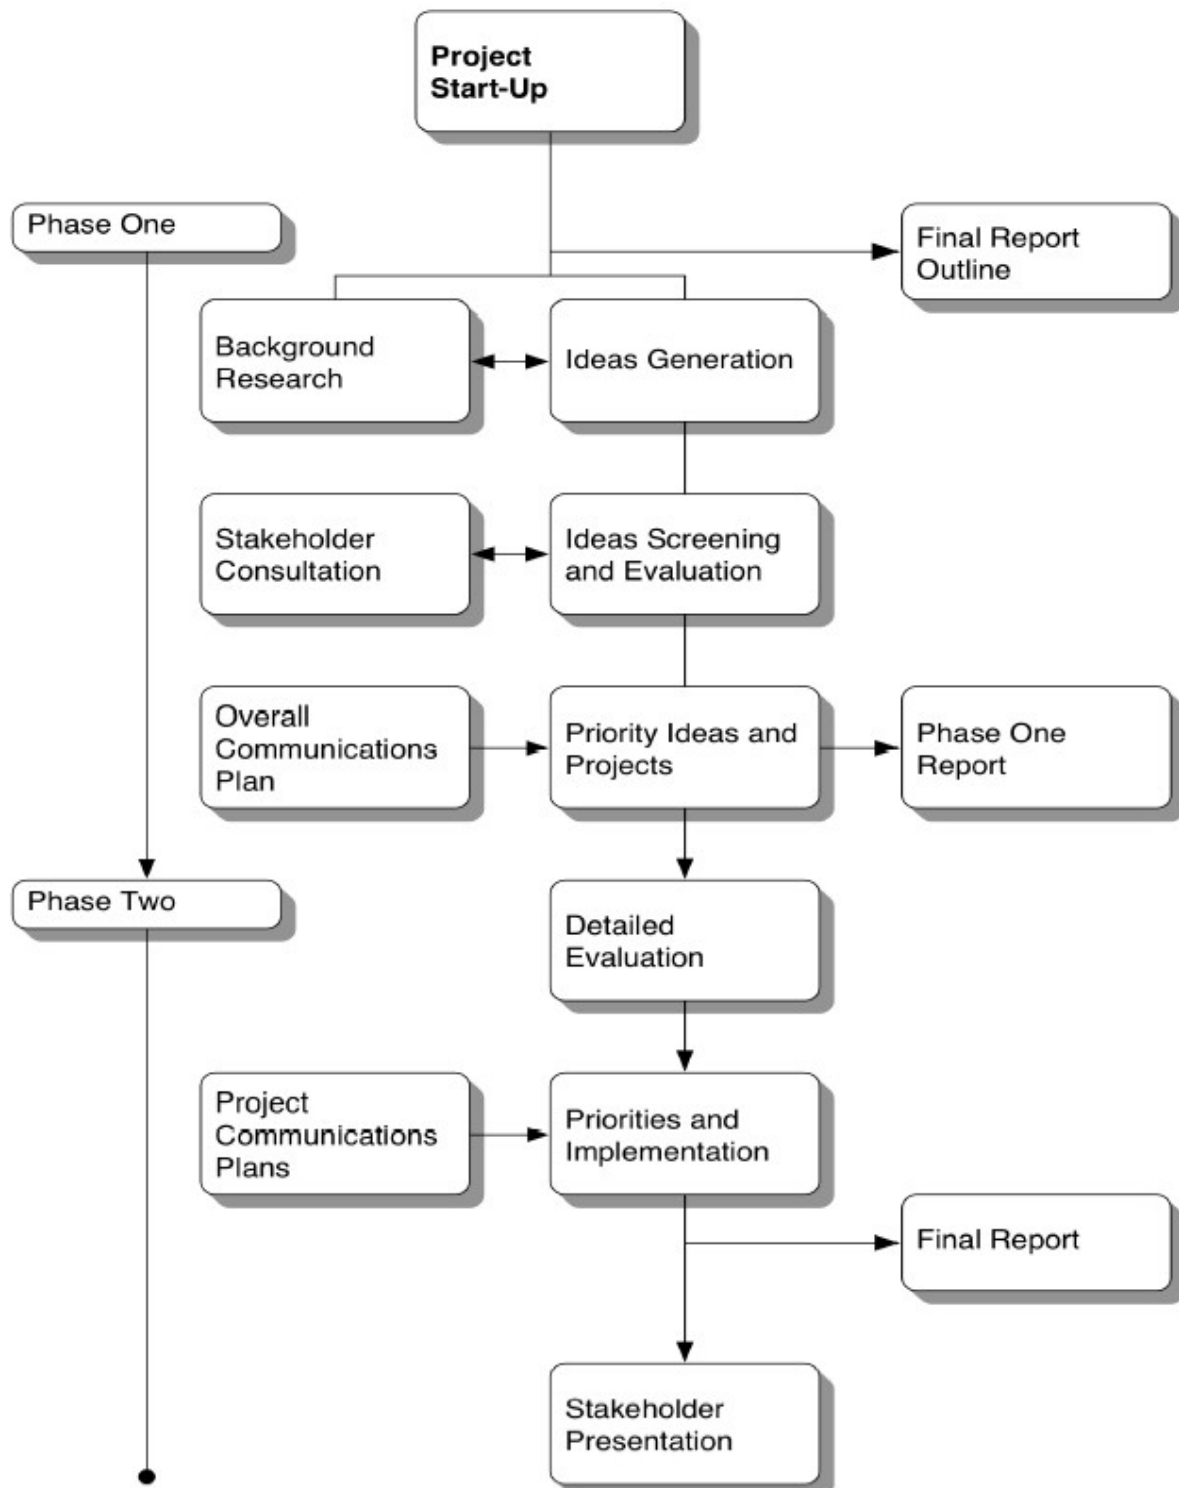 Project
Start-Up
Phase One
Final Report
Outline
Background
Research
Ideas Generation
Stakeholder
Consultation
Ideas Screening
and Evaluation
Overall
Communications
Plan
Priority Ideas and
Projects
Phase One
Report
Phase Two
Detailed
Evaluation
Project
Communications
Plans
Priorities and
Implementation
Final Report
Stakeholder
Presentation